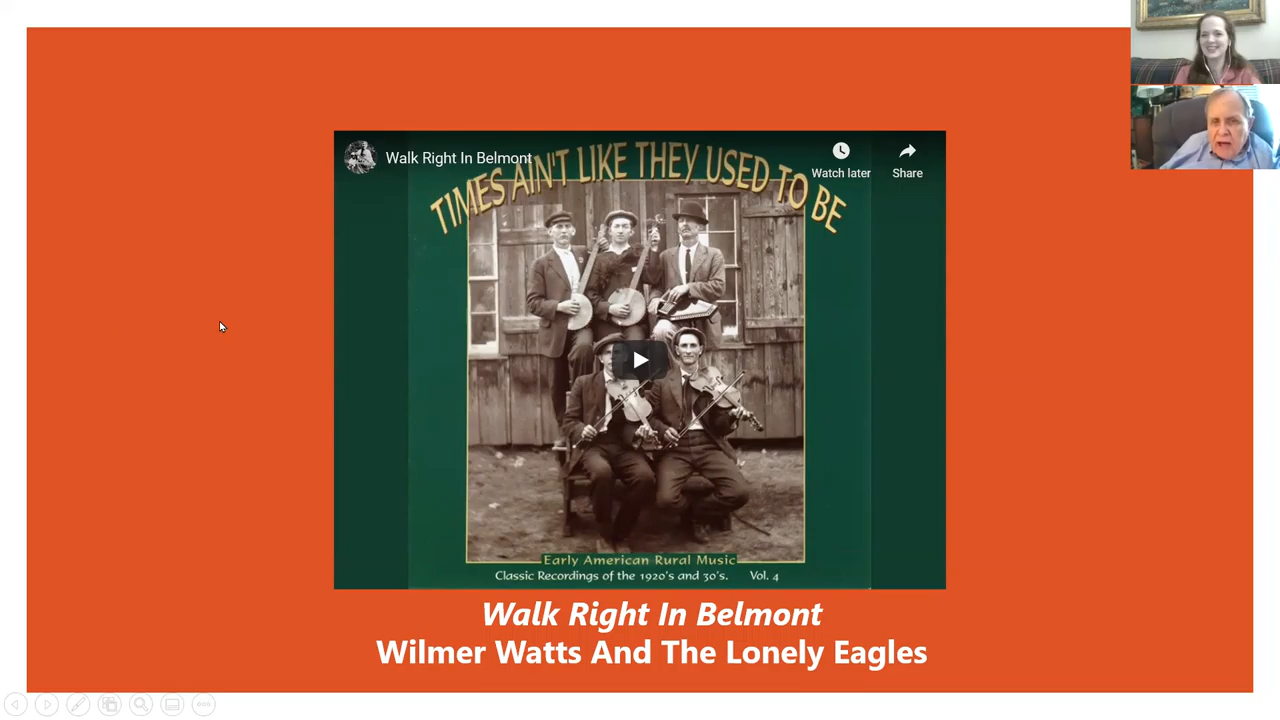 Walk Right In Belmont
Watch later
Share
TIMES AIN'T LIKE THEY USED TO BE
Early American Rural Music
Classic Recordings of the 1920's and 30's. Vol. 4
Walk Right In Belmont
Wilmer Watts And The Lonely Eagles